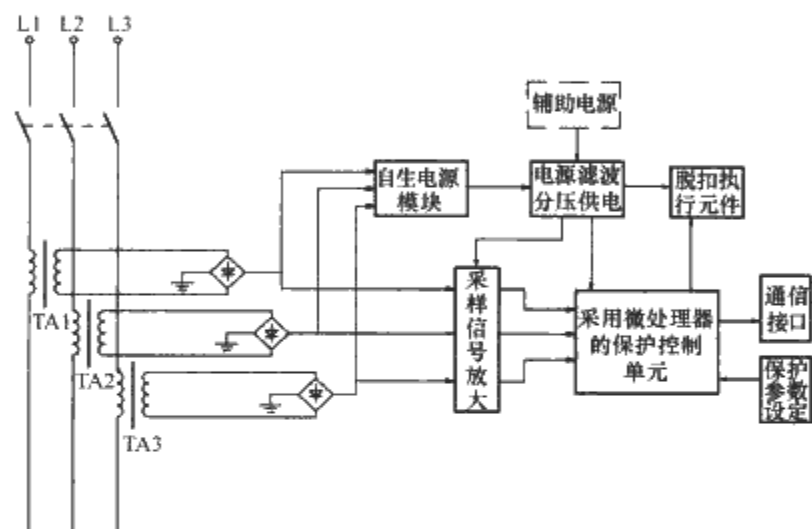 L1 L2 L3
辅助电源
自生电源
模块
电源滤波
分压供电
脱扣执
行元件
TA1
TA2
TA3
采
样
信
号
放
大
采用微处理器
的保护控制
单元
通信
接口
保护
参数
设定